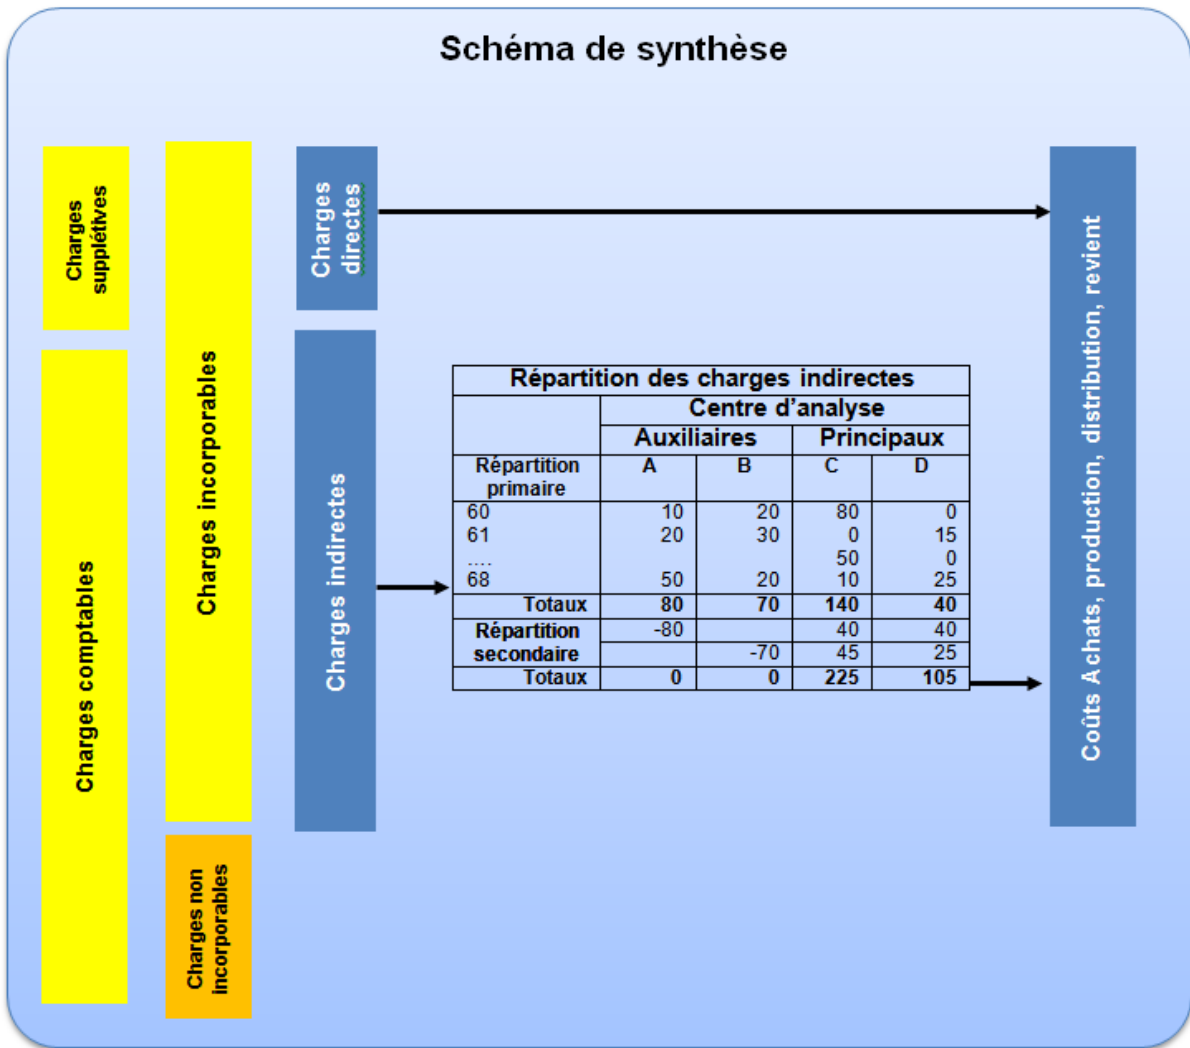 Schéma de synthèse
Charges
supplétives
Charges comptables
Charges incorporables
Charges non
incorporables
Charges
directes
Charges indirectes
Répartition des charges indirectes
Centre d'analyse
Auxiliaires Principaux
Répartition
primaire A B C D
60 10 20 80 0
61 20 30 0 15
.... 50 0
68 50 20 10 25
Totaux 80 70 140 40
Répartition -80 40 40
secondaire -70 45 25
Totaux 0 0 225 105
Coûts Achats, production, distribution, revient